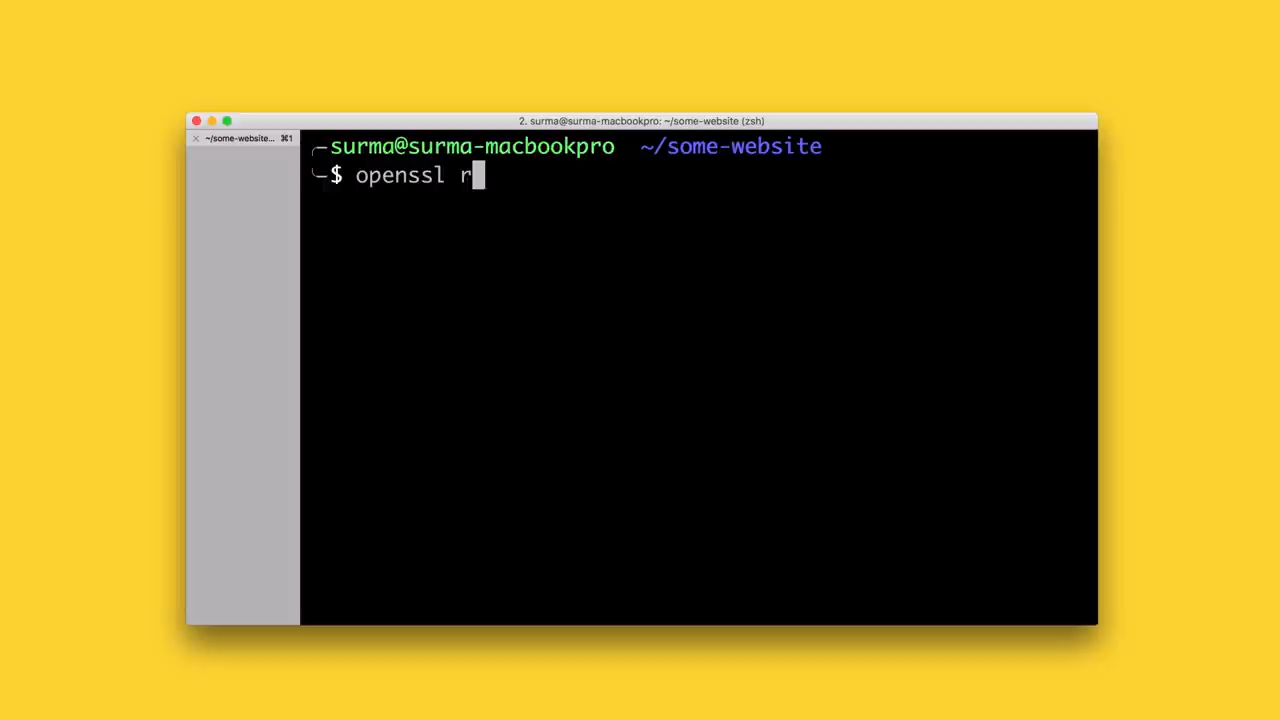 2. surma@surma-macbookpro: ~/some-website (zsh)
~/some-website... ⌘1
surma@surma-macbookpro ~/some-website
$ openssl r